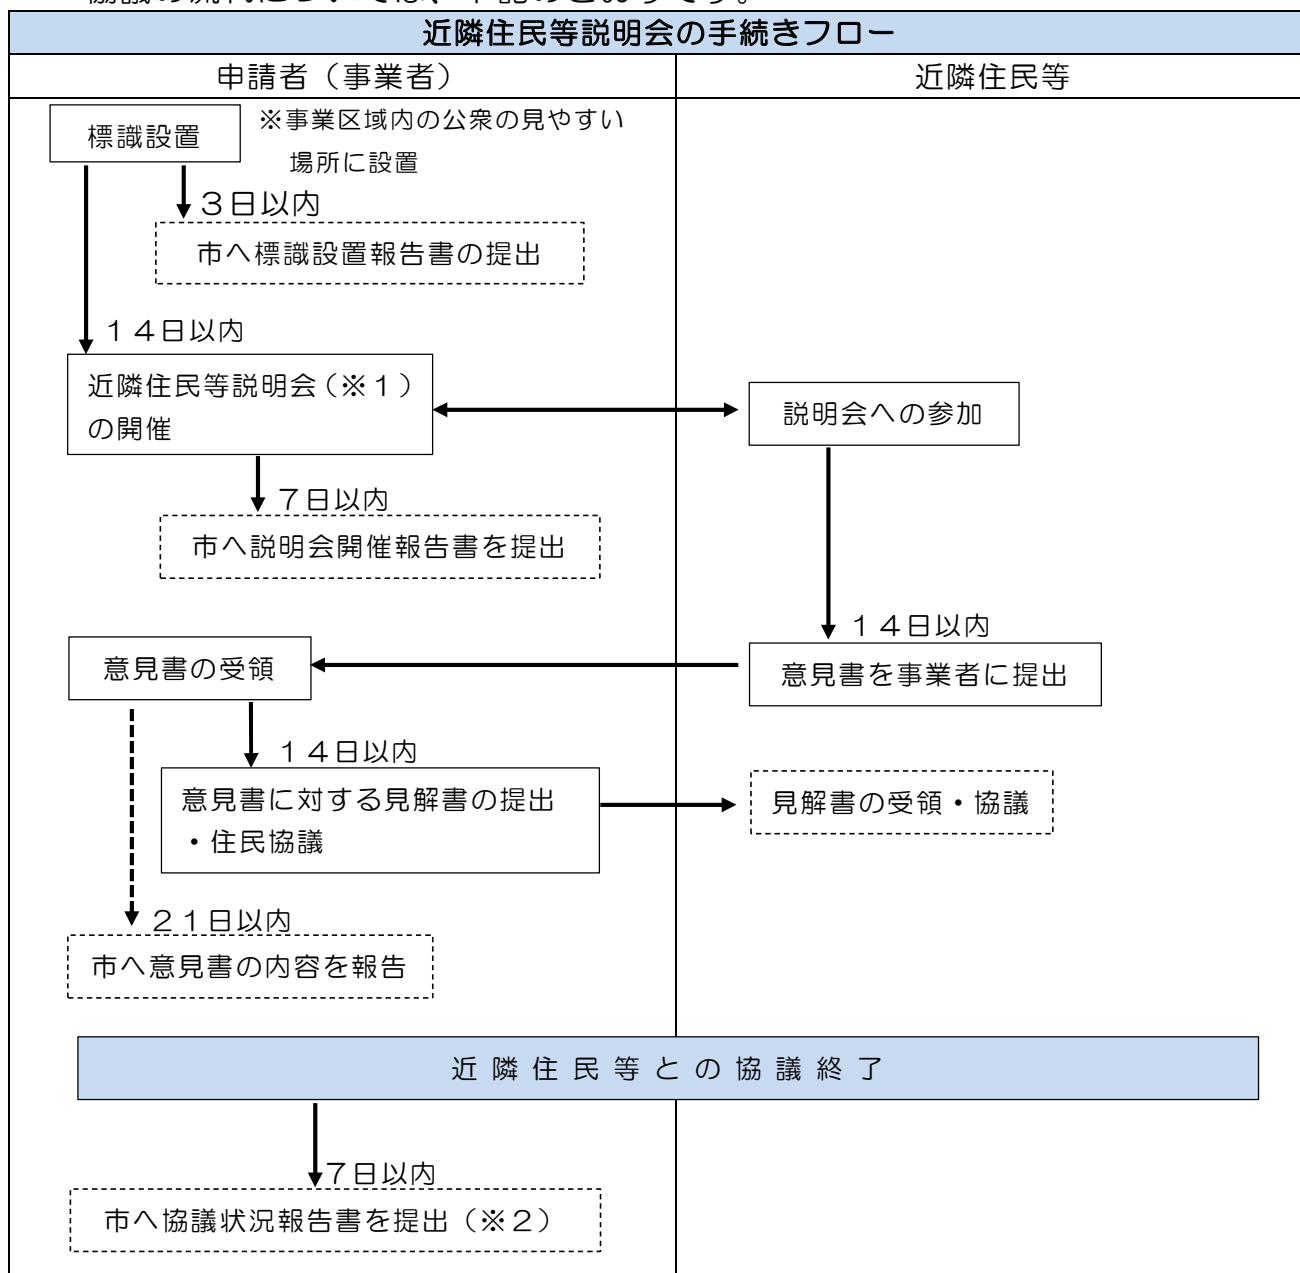 協議の流れについては、下記のとおりです。
近隣住民等説明会の手続きフロー
申請者（事業者）
近隣住民等
標識設置
※事業区域内の公衆の見やすい
場所に設置
３日以内
市へ標識設置報告書の提出
１４日以内
近隣住民等説明会（※１）
の開催
説明会への参加
７日以内
市へ説明会開催報告書を提出
１４日以内
意見書の受領
意見書を事業者に提出
１４日以内
意見書に対する見解書の提出
・住民協議
見解書の受領・協議
２１日以内
市へ意見書の内容を報告
近隣住民等との協議終了
７日以内
市へ協議状況報告書を提出（※２）